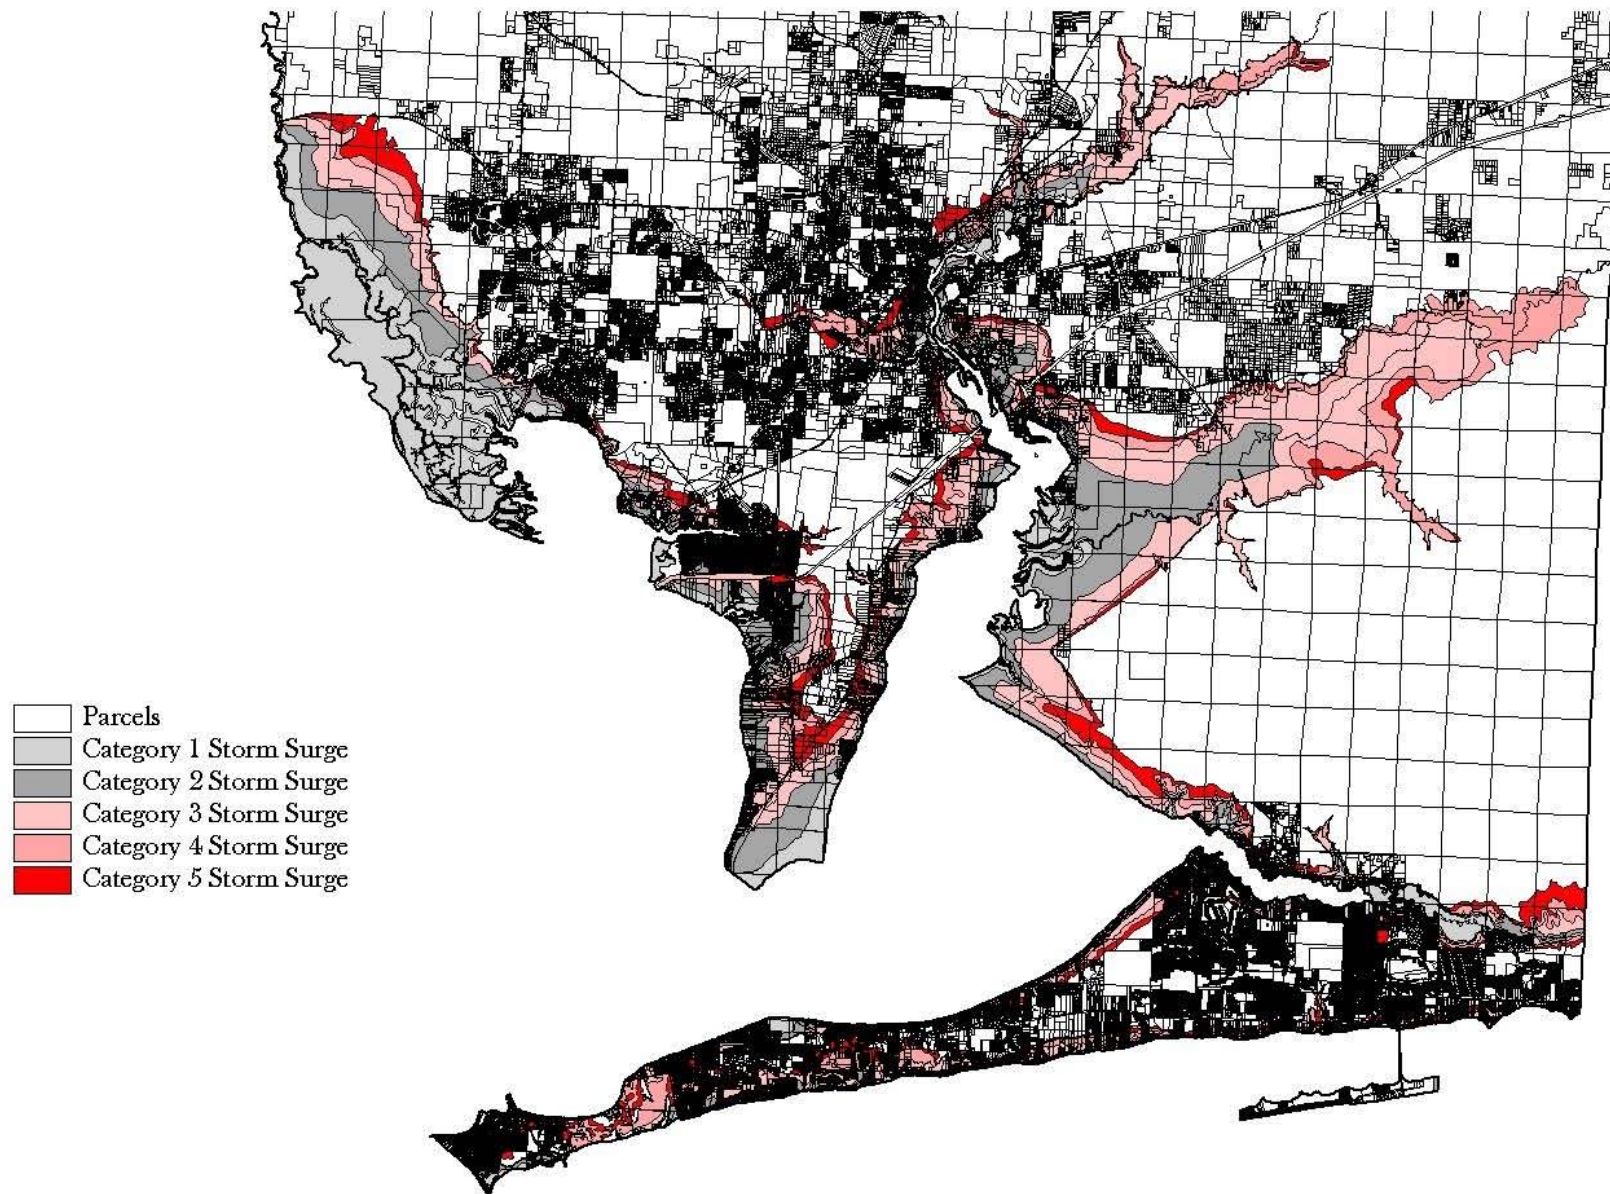 Parcels
Category 1 Storm Surge
Category 2 Storm Surge
Category 3 Storm Surge
Category 4 Storm Surge
Category 5 Storm Surge